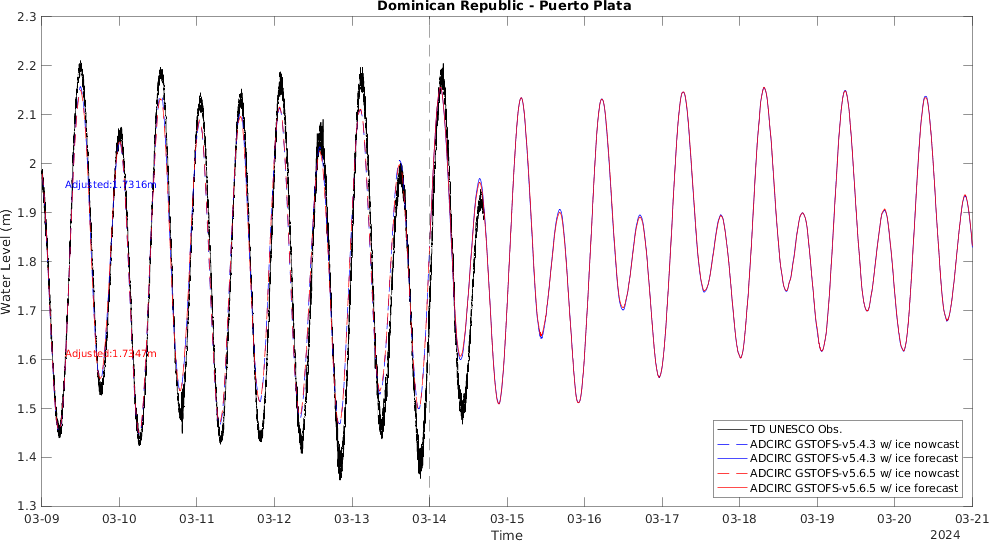 Dominican Republic - Puerto Plata
2.3
2.2
2.1
2
1.9
1.8
1.7
1.6
1.5
1.4
1.3
Water Level (m)
Adjusted:1.7316m
Adjusted:1.7347m
TD UNESCO Obs.
ADCIRC GSTOFS-v5.4.3 w/ ice nowcast
ADCIRC GSTOFS-v5.4.3 w/ ice forecast
ADCIRC GSTOFS-v5.6.5 w/ ice nowcast
ADCIRC GSTOFS-v5.6.5 w/ ice forecast
03-09 03-10 03-11 03-12 03-13 03-14 03-15 03-16 03-17 03-18 03-19 03-20 03-21
Time
2024